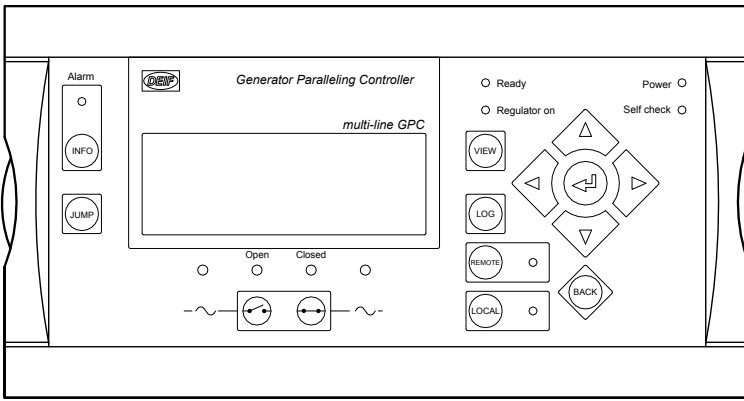 Alarm
INFO
JUMP
DEIF
Generator Paralleling Controller
multi-line GPC
Open
Closed
Ready
Regulator on
Power
Self check
VIEW
LOG
REMOTE
LOCAL
BACK